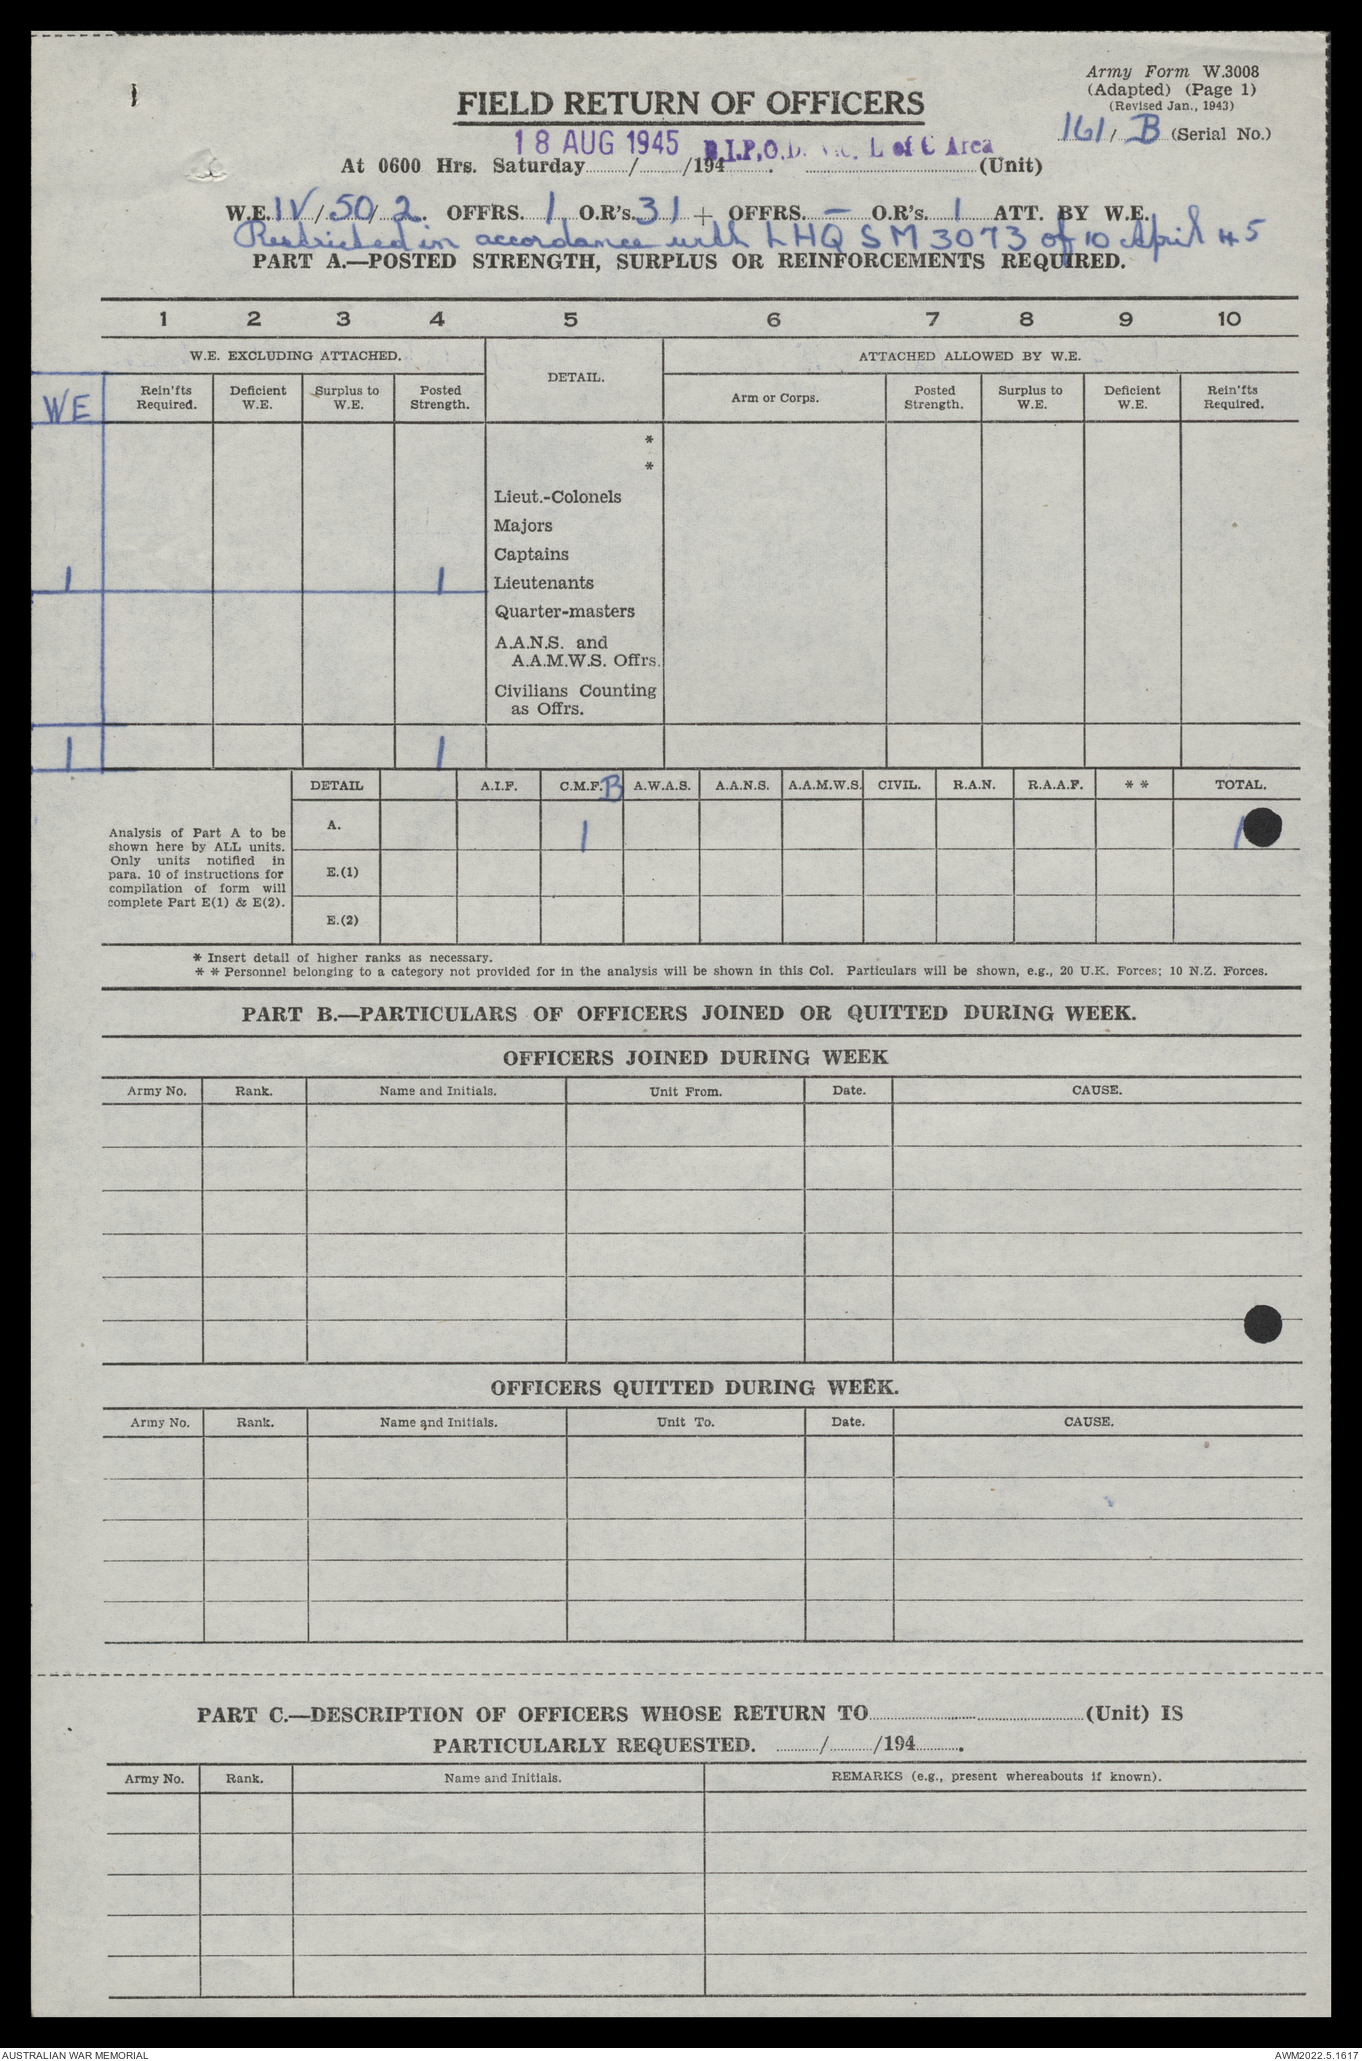 Army Form W.3008
(Adapted) (Page 1)
(Revised Jan., 1943)
161/B (Serial No.)
FIELD RETURN OF OFFICERS
18 AUG 1945 L of C Area
At 0600 Hrs. Saturday / /194 . (Unit)
W.E. IV/50/2. OFFRS. 1 O.R's. 31 + OFFRS. – O.R's. 1 ATT. BY W.E.
Restricted in accordance with LHQ SM 3073 of 10 April 45
PART A.—POSTED STRENGTH, SURPLUS OR REINFORCEMENTS REQUIRED.
1 2 3 4 5 6 7 8 9 10
W.E. EXCLUDING ATTACHED. DETAIL. ATTACHED ALLOWED BY W.E.
WE Rein'fts Required. Deficient W.E. Surplus to W.E. Posted Strength. Arm or Corps. Posted Strength. Surplus to W.E. Deficient W.E. Rein'fts Required.
*
*
Lieut.-Colonels
Majors
Captains
1 1 Lieutenants
Quarter-masters
A.A.N.S. and
A.A.M.W.S. Offrs.
Civilians Counting
as Offrs.
1 1
DETAIL A.I.F. C.M.F. B A.W.A.S. A.A.N.S. A.A.M.W.S. CIVIL. R.A.N. R.A.A.F. * * TOTAL.
A. 1 1
Analysis of Part A to be
shown here by ALL units.
Only units notified in
para. 10 of instructions for
compilation of form will
complete Part E(1) & E(2).
E.(1)
E.(2)
* Insert detail of higher ranks as necessary.
* * Personnel belonging to a category not provided for in the analysis will be shown in this Col. Particulars will be shown, e.g., 20 U.K. Forces; 10 N.Z. Forces.
PART B.—PARTICULARS OF OFFICERS JOINED OR QUITTED DURING WEEK.
OFFICERS JOINED DURING WEEK
Army No. Rank. Name and Initials. Unit From. Date. CAUSE.
OFFICERS QUITTED DURING WEEK.
Army No. Rank. Name and Initials. Unit To. Date. CAUSE.
PART C.—DESCRIPTION OF OFFICERS WHOSE RETURN TO (Unit) IS
PARTICULARLY REQUESTED. / /194 .
Army No. Rank. Name and Initials. REMARKS (e.g., present whereabouts if known).
AUSTRALIAN WAR MEMORIAL AWM2022.5.1617